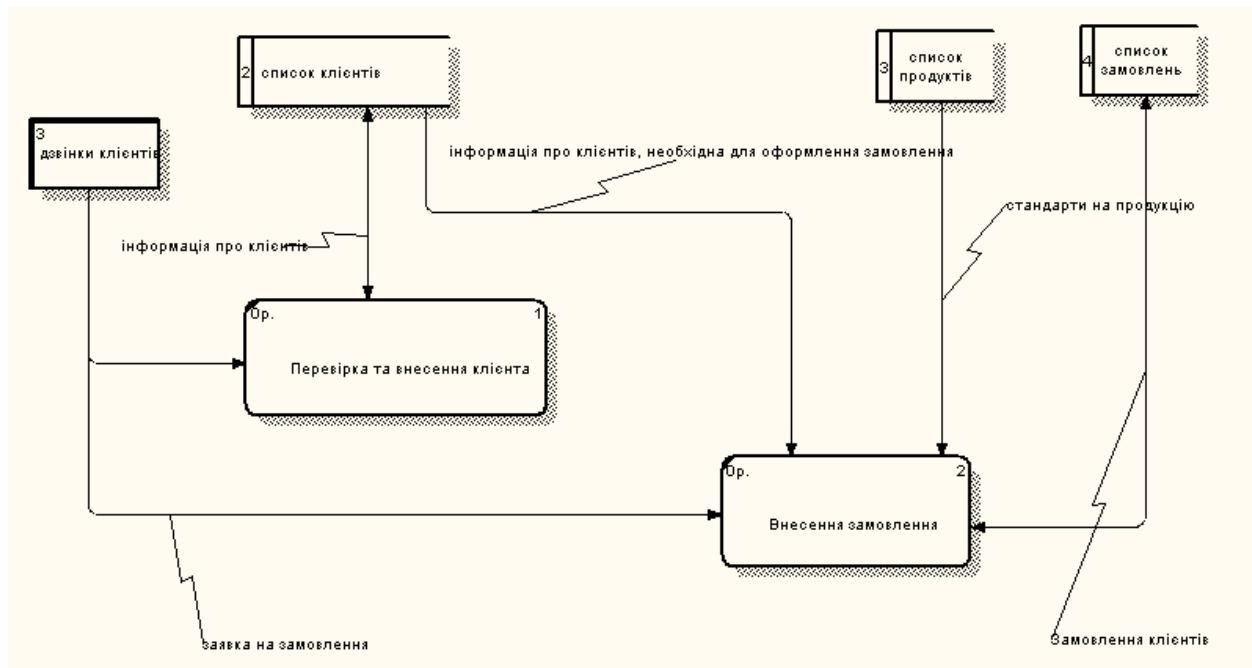 2 список клієнтів
3 список
продуктів
4 список
замовлень
3
дзвінки клієнтів
інформація про клієнтів, необхідна для оформлення замовлення
стандарти на продукцію
інформація про клієнтів
0р. 1
Перевірка та внесення клієнта
0р. 2
Внесення замовлення
заявка на замовлення
Замовлення клієнтів